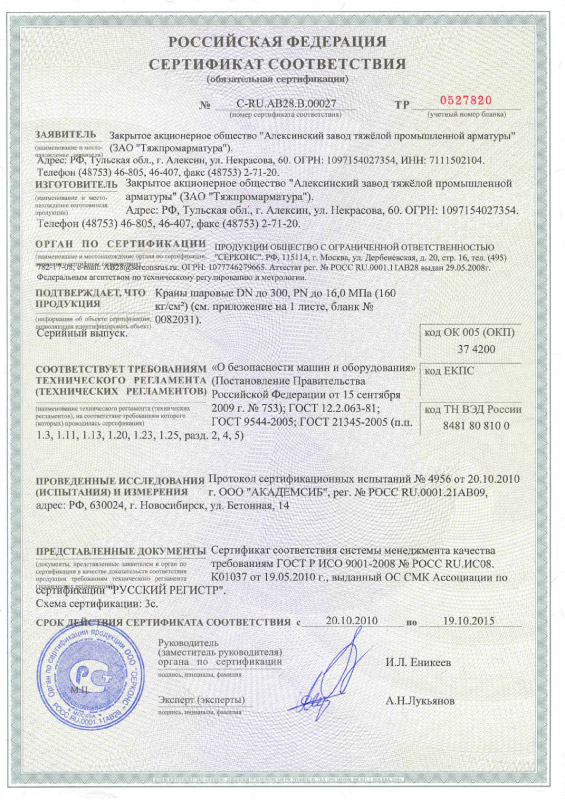 РОССИЙСКАЯ ФЕДЕРАЦИЯ
СЕРТИФИКАТ СООТВЕТСТВИЯ
(обязательная сертификация)
№ C-RU.АВ28.В.00027 ТР 0527820
(номер сертификата соответствия) (учетный номер бланка)
ЗАЯВИТЕЛЬ Закрытое акционерное общество "Алексинский завод тяжёлой промышленной арматуры"
(наименование и место- (ЗАО "Тяжпромарматура").
Адрес: РФ, Тульская обл., г. Алексин, ул. Некрасова, 60. ОГРН: 1097154027354, ИНН: 7111502104.
Телефон (48753) 46-805, 46-407, факс (48753) 2-71-20.
ИЗГОТОВИТЕЛЬ Закрытое акционерное общество "Алексинский завод тяжёлой промышленной
(наименование и место- арматуры" (ЗАО "Тяжпромарматура").
нахождение изготовителя
продукции) Адрес: РФ, Тульская обл., г. Алексин, ул. Некрасова, 60. ОГРН: 1097154027354.
Телефон (48753) 46-805, 46-407, факс (48753) 2-71-20.
ОРГАН ПО СЕРТИФИКАЦИИ ПРОДУКЦИИ ОБЩЕСТВО С ОГРАНИЧЕННОЙ ОТВЕТСТВЕННОСТЬЮ
(наименование и местонахождение органа по сертификации "СЕРКОНС". РФ, 115114, г. Москва, ул. Дербеневская, д. 20, стр. 16, тел. (495)
782-17-08, e-mail: AB28@serconsrus.ru. ОГРН: 1077746279665. Аттестат рег. № РОСС RU.0001.11АВ28 выдан 29.05.2008г.
Федеральным агентством по техническому регулированию и метрологии.
ПОДТВЕРЖДАЕТ, ЧТО Краны шаровые DN до 300, PN до 16,0 МПа (160
ПРОДУКЦИЯ кг/см²) (см. приложение на 1 листе, бланк №
(информация об объекте сертификации, 0082031).
позволяющая идентифицировать объект)
Серийный выпуск.
код ОК 005 (ОКП)
37 4200
СООТВЕТСТВУЕТ ТРЕБОВАНИЯМ «О безопасности машин и оборудования»
ТЕХНИЧЕСКОГО РЕГЛАМЕНТА (Постановление Правительства
(ТЕХНИЧЕСКИХ РЕГЛАМЕНТОВ) Российской Федерации от 15 сентября
(наименование технического регламента (технических 2009 г. № 753); ГОСТ 12.2.063-81;
регламентов), на соответствие требованиям которого
(которых) проводилась сертификация) ГОСТ 9544-2005; ГОСТ 21345-2005 (п.п.
1.3, 1.11, 1.13, 1.20, 1.23, 1.25, разд. 2, 4, 5)
код ЕКПС
код ТН ВЭД России
8481 80 810 0
ПРОВЕДЕННЫЕ ИССЛЕДОВАНИЯ Протокол сертификационных испытаний № 4956 от 20.10.2010
(ИСПЫТАНИЯ) И ИЗМЕРЕНИЯ г. ООО "АКАДЕМСИБ", рег. № РОСС RU.0001.21АВ09,
адрес: РФ, 630024, г. Новосибирск, ул. Бетонная, 14
ПРЕДСТАВЛЕННЫЕ ДОКУМЕНТЫ Сертификат соответствия системы менеджмента качества
(документы, представленные заявителем в орган по требованиям ГОСТ Р ИСО 9001-2008 № РОСС RU.ИС08.
сертификации в качестве доказательств соответствия
продукции требованиям технического регламента К01037 от 19.05.2010 г., выданный ОС СМК Ассоциации по
сертификации "РУССКИЙ РЕГИСТР".
Схема сертификации: 3с.
СРОК ДЕЙСТВИЯ СЕРТИФИКАТА СООТВЕТСТВИЯ с 20.10.2010 по 19.10.2015
Руководитель
(заместитель руководителя)
органа по сертификации И.Л. Еникеев
подпись, инициалы, фамилия
Эксперт (эксперты) А.Н.Лукьянов
подпись, инициалы, фамилия
М.П.
Орган по сертификации продукции ООО "СЕРКОНС"
РОСС RU.0001.11АВ28